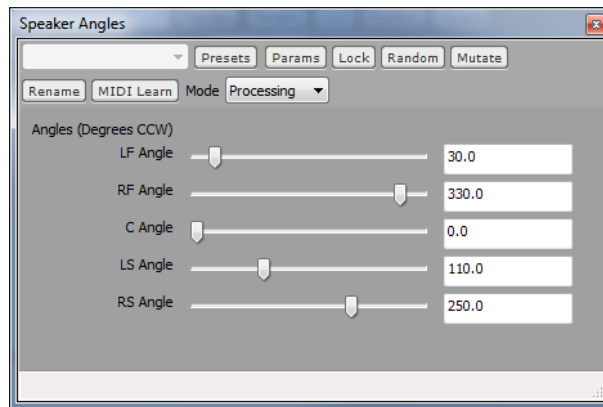 Speaker Angles
Presets Params Lock Random Mutate
Rename MIDI Learn Mode Processing
Angles (Degrees CCW)
LF Angle 30.0
RF Angle 330.0
C Angle 0.0
LS Angle 110.0
RS Angle 250.0